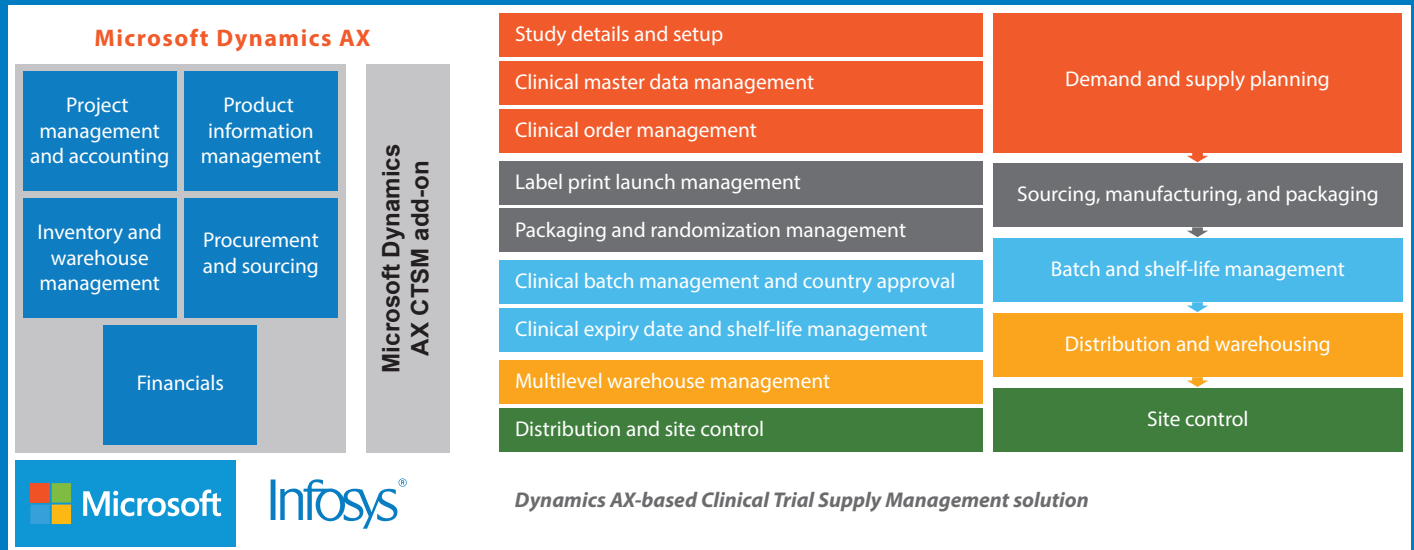 Microsoft Dynamics AX
Project
management
and accounting
Product
information
management
Inventory and
warehouse
management
Procurement
and sourcing
Financials
Microsoft Dynamics
AX CTSM add-on
Study details and setup
Clinical master data management
Clinical order management
Label print launch management
Packaging and randomization management
Clinical batch management and country approval
Clinical expiry date and shelf-life management
Multilevel warehouse management
Distribution and site control
Demand and supply planning
Sourcing, manufacturing, and packaging
Batch and shelf-life management
Distribution and warehousing
Site control
Microsoft
Infosys®
Dynamics AX-based Clinical Trial Supply Management solution